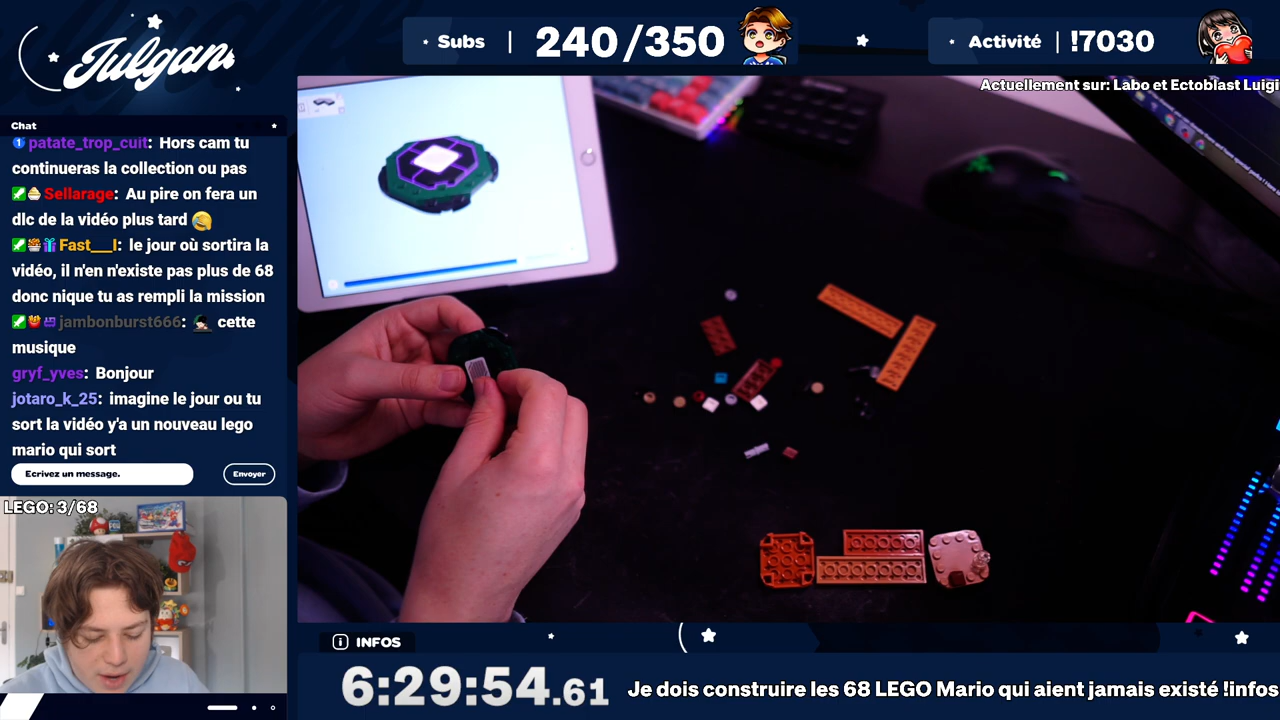 Julgane
Subs | 240/350
Activité | !7030
Actuellement sur: Labo et Ectoblast Luigi
Chat
patate_trop_cuit: Hors cam tu
continueras la collection ou pas
Sellarage: Au pire on fera un
dlc de la vidéo plus tard
Fast___I: le jour où sortira la
vidéo, il n'en n'existe pas plus de 68
donc nique tu as rempli la mission
jambonburst666: cette
musique
gryf_yves: Bonjour
jotaro_k_25: imagine le jour ou tu
sort la vidéo y'a un nouveau lego
mario qui sort
Ecrivez un message.
Envoyer
LEGO: 3/68
INFOS
6:29:54.61
Je dois construire les 68 LEGO Mario qui aient jamais existé !infos